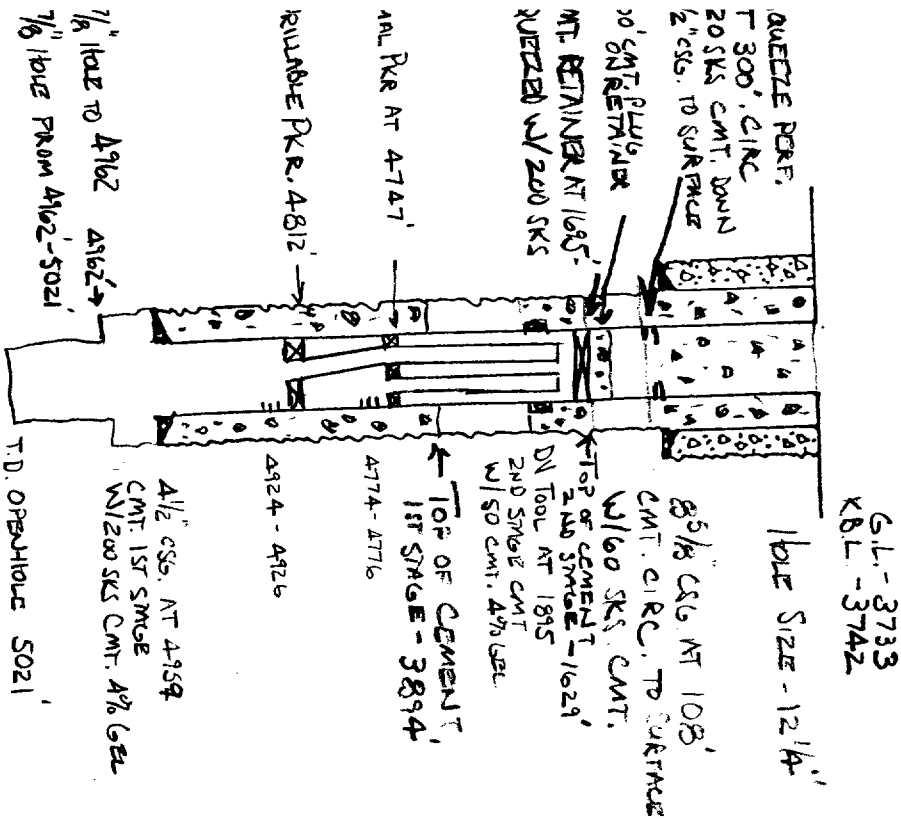 G.L. - 3733
KBL - 3742
HOLE SIZE - 12 1/4"
QUEEZE PERF.
T 300'. CIRC
20 SKS CMT. DOWN
1/2" CSG. TO SURFACE
8 5/8" CSG AT 108'
CMT. CIRC. TO SURFACE
W/60 SKS. CMT.
00' CMT. PLUG
ON RETAINER
MT. RETAINER AT 1695'-
QUEEZED W/200 SKS
TOP OF CEMENT
2ND STAGE - 1629'
DV TOOL AT 1895
2ND STAGE CMT
W/50 CMT. 4% GEL
TOP OF CEMENT
1ST STAGE - 3894'
PKR AT 4747'
4774-4776
RILLABLE PKR. 4812'
4924-4926
4 1/2" CSG. AT 4959
CMT. 1ST STAGE
W/200 SKS CMT. 4% GEL
7/8" HOLE TO 4962 4962'
7/8" HOLE FROM 4962'-5021'
T.D. OPENHOLE 5021'